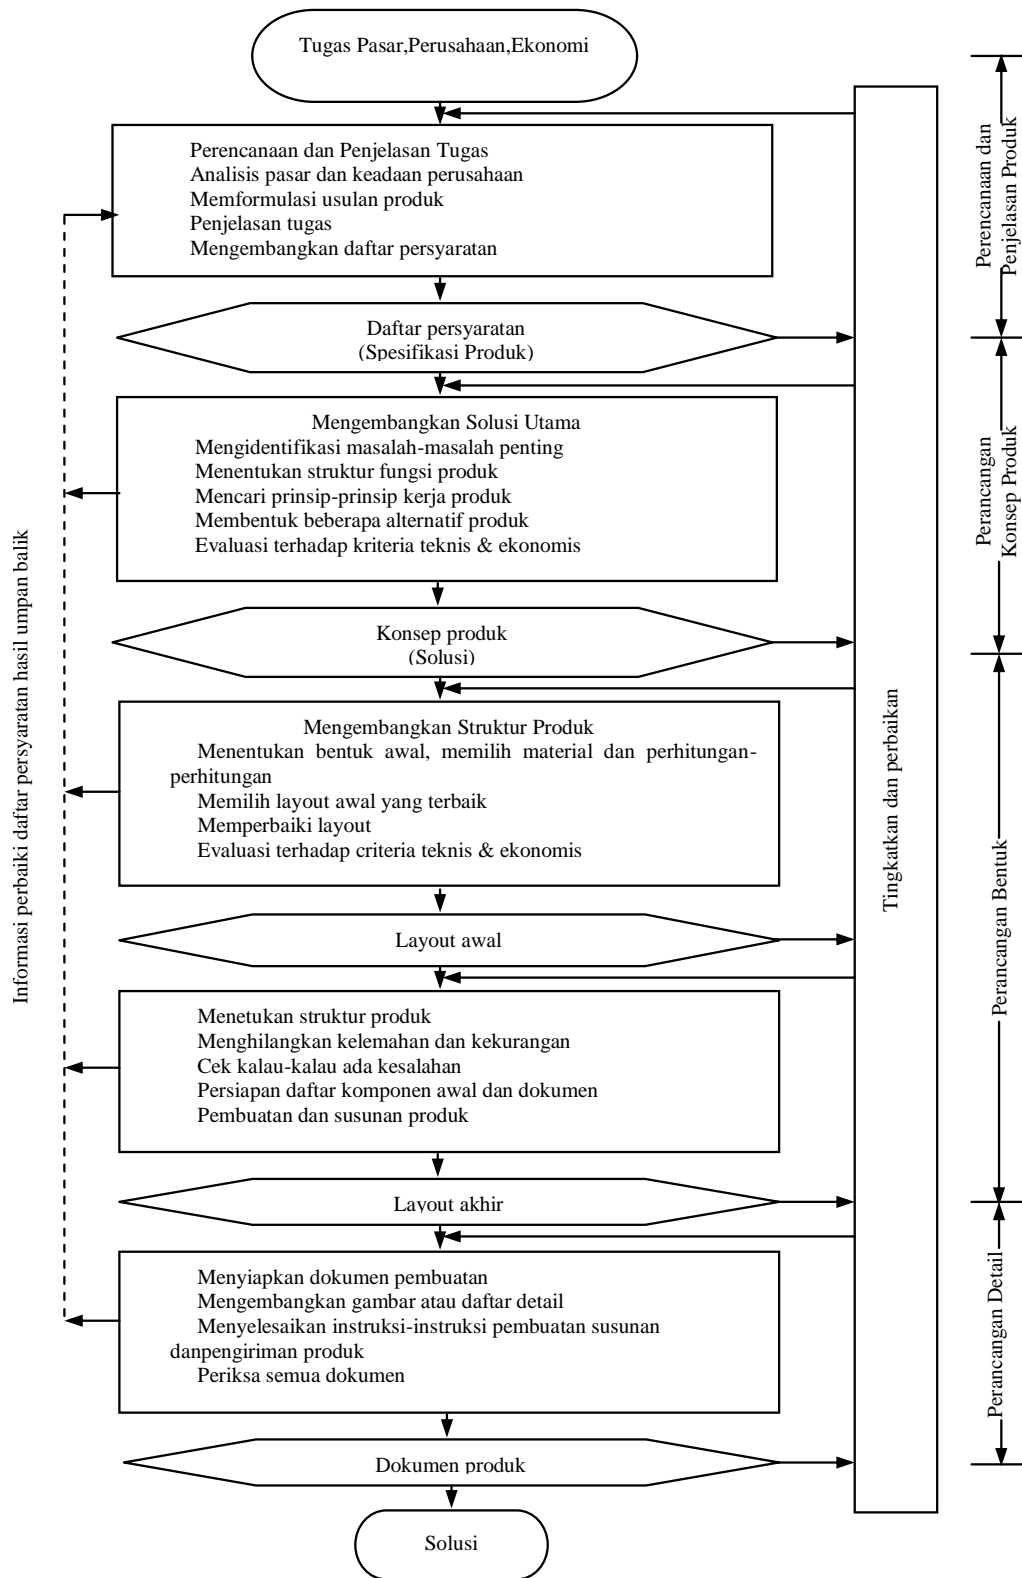 Tugas Pasar,Perusahaan,Ekonomi
Perencanaan dan Penjelasan Tugas
Analisis pasar dan keadaan perusahaan
Memformulasi usulan produk
Penjelasan tugas
Mengembangkan daftar persyaratan
Daftar persyaratan
(Spesifikasi Produk)
Mengembangkan Solusi Utama
Mengidentifikasi masalah-masalah penting
Menentukan struktur fungsi produk
Mencari prinsip-prinsip kerja produk
Membentuk beberapa alternatif produk
Evaluasi terhadap kriteria teknis & ekonomis
Konsep produk
(Solusi)
Mengembangkan Struktur Produk
Menentukan bentuk awal, memilih material dan perhitungan-
perhitungan
Memilih layout awal yang terbaik
Memperbaiki layout
Evaluasi terhadap criteria teknis & ekonomis
Layout awal
Menetukan struktur produk
Menghilangkan kelemahan dan kekurangan
Cek kalau-kalau ada kesalahan
Persiapan daftar komponen awal dan dokumen
Pembuatan dan susunan produk
Layout akhir
Menyiapkan dokumen pembuatan
Mengembangkan gambar atau daftar detail
Menyelesaikan instruksi-instruksi pembuatan susunan
danpengiriman produk
Periksa semua dokumen
Dokumen produk
Solusi
Informasi perbaiki daftar persyaratan hasil umpan balik
Tingkatkan dan perbaikan
Perencanaan dan
Penjelasan Produk
Perancangan
Konsep Produk
Perancangan Bentuk
Perancangan Detail